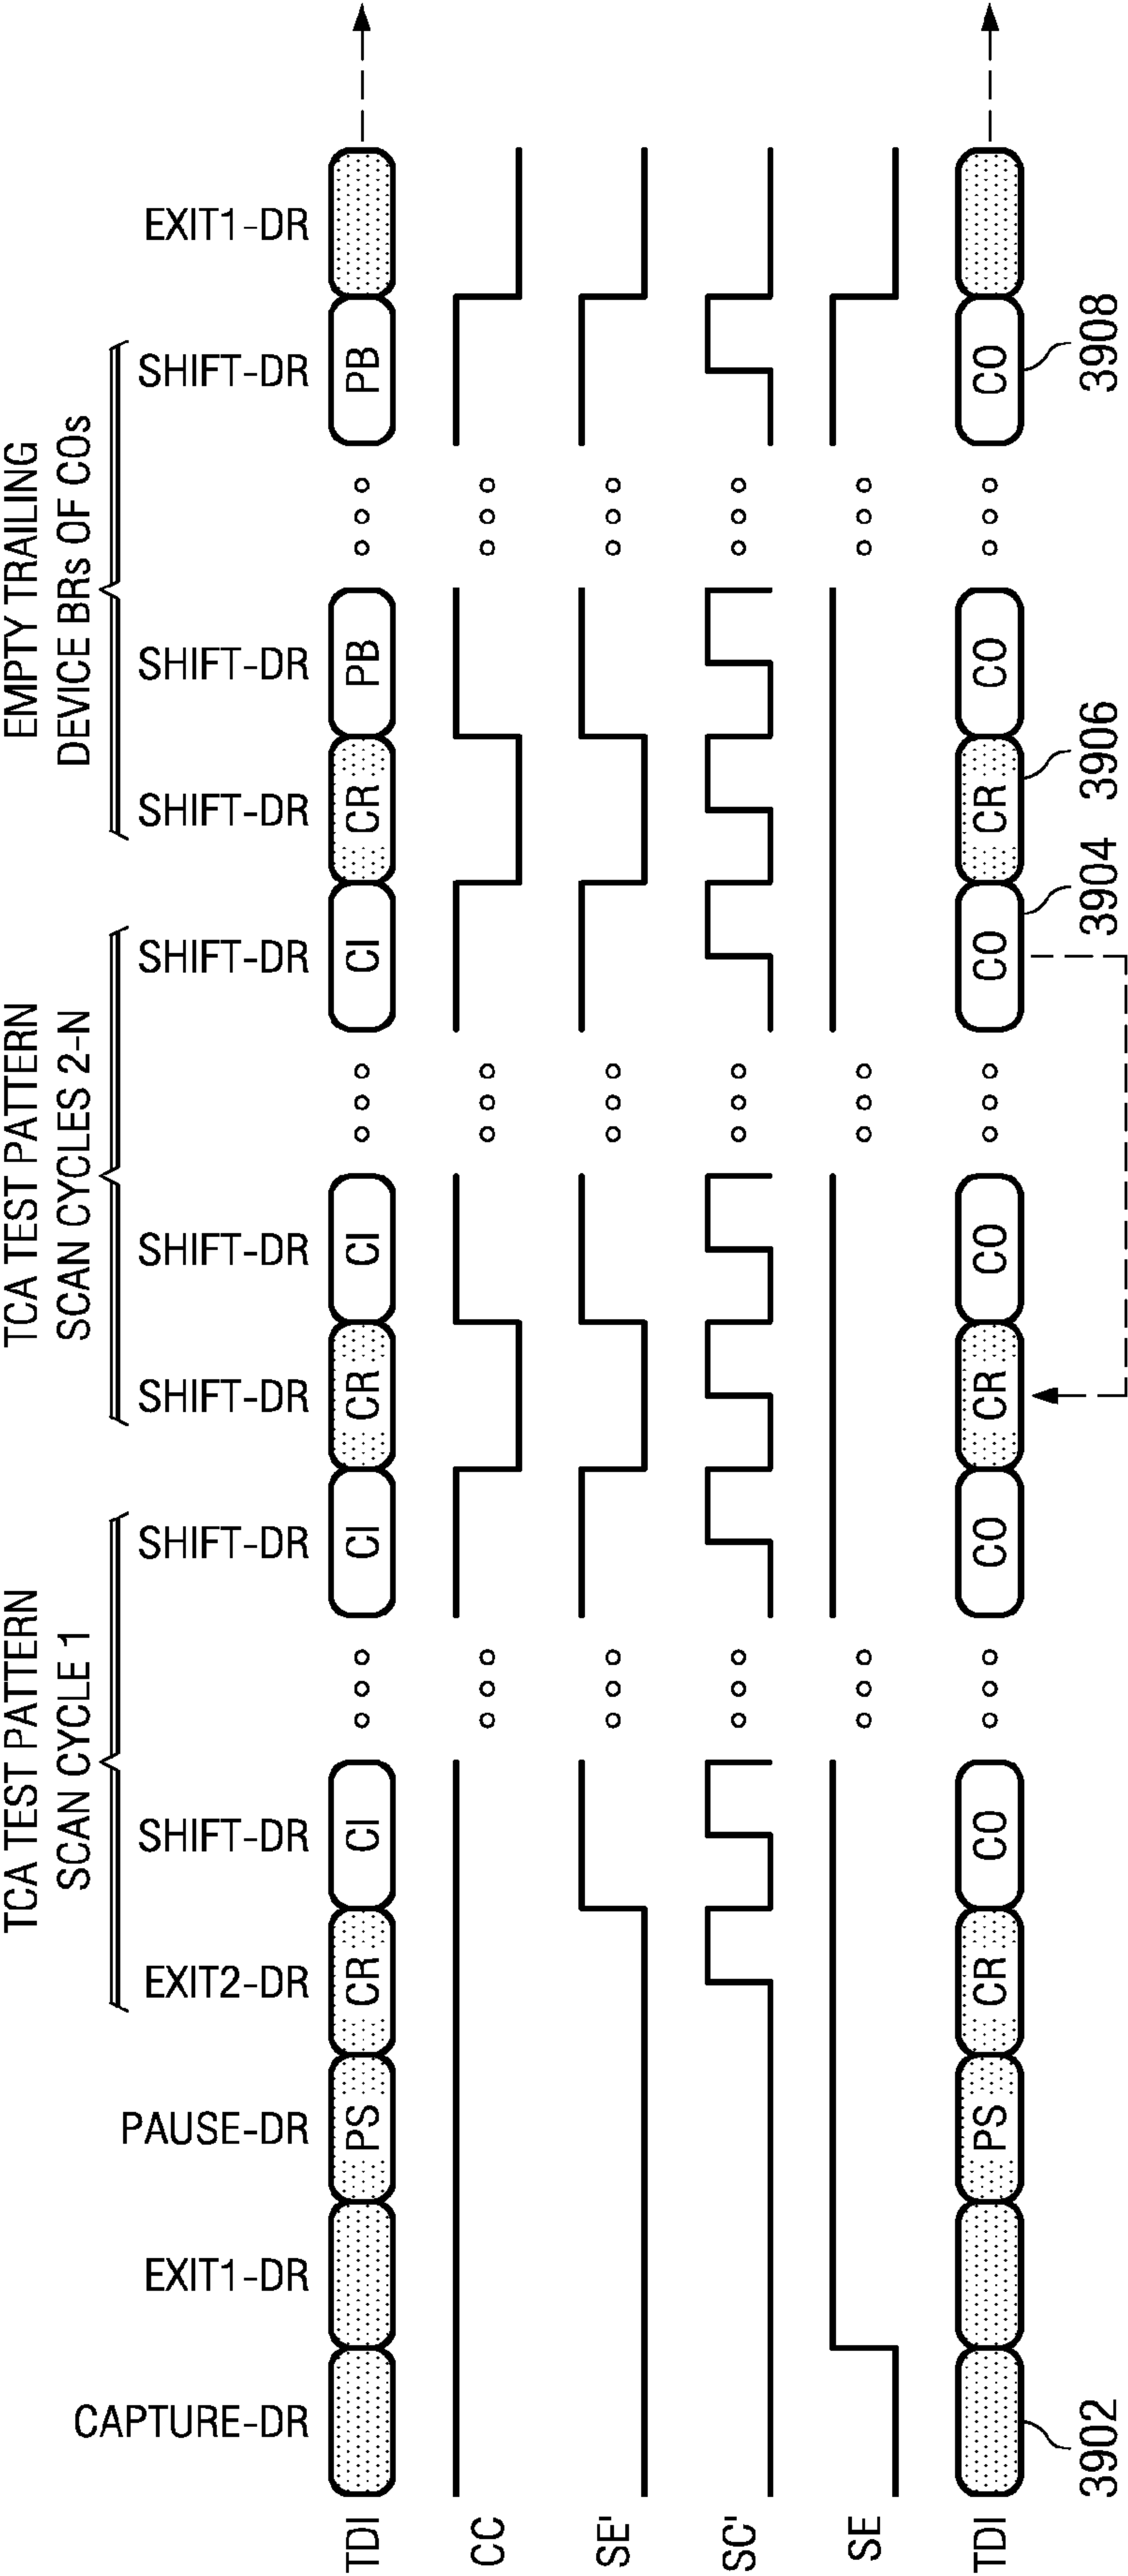 TCA TEST PATTERN
SCAN CYCLE 1
TCA TEST PATTERN
SCAN CYCLES 2-N
EMPTY TRAILING
DEVICE BRs OF COs
CAPTURE-DR EXIT1-DR PAUSE-DR EXIT2-DR SHIFT-DR SHIFT-DR SHIFT-DR SHIFT-DR SHIFT-DR SHIFT-DR SHIFT-DR SHIFT-DR EXIT1-DR
TDI PS CR CI CI CR CI CI CR PB PB
CC
SE'
SC'
SE
TDI PS CR CO CO CR CO CO CR CO CO
3902 3904 3906 3908